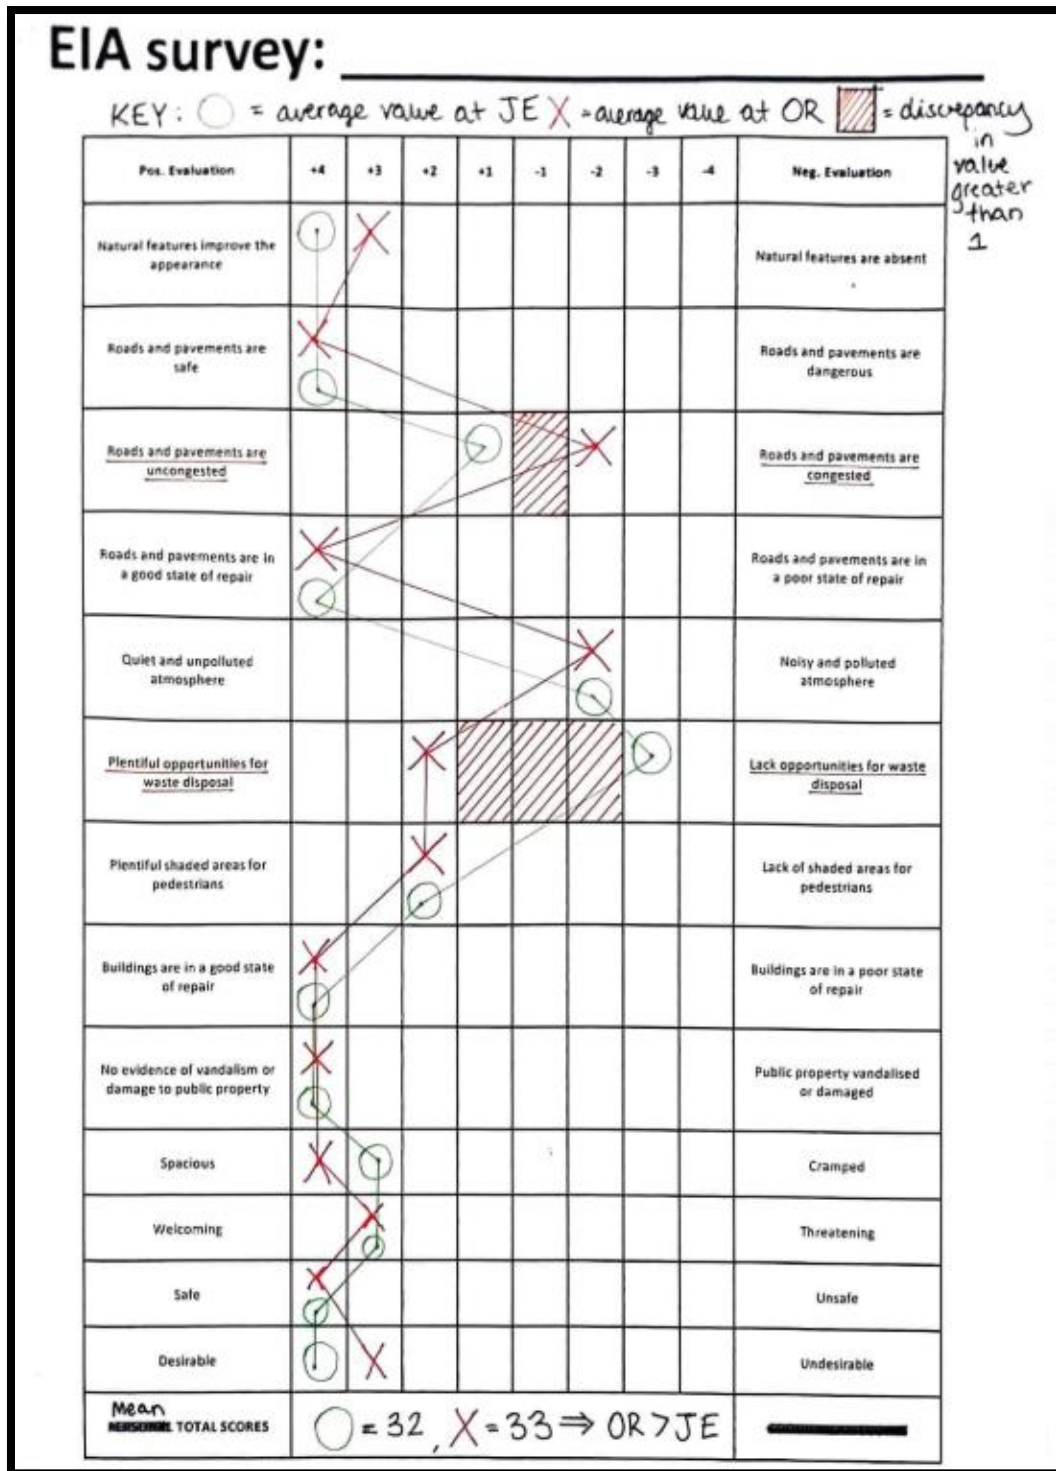 EIA survey:
KEY: = average value at JE X = average value at OR = discrepancy
in
value
greater
than
1
Pos. Evaluation +4 +3 +2 +1 -1 -2 -3 -4 Neg. Evaluation
Natural features improve the
appearance
Natural features are absent
Roads and pavements are
safe
Roads and pavements are
dangerous
Roads and pavements are
uncongested
Roads and pavements are
congested
Roads and pavements are in
a good state of repair
Roads and pavements are in
a poor state of repair
Quiet and unpolluted
atmosphere
Noisy and polluted
atmosphere
Plentiful opportunities for
waste disposal
Lack opportunities for waste
disposal
Plentiful shaded areas for
pedestrians
Lack of shaded areas for
pedestrians
Buildings are in a good state
of repair
Buildings are in a poor state
of repair
No evidence of vandalism or
damage to public property
Public property vandalised
or damaged
Spacious Cramped
Welcoming Threatening
Safe Unsafe
Desirable Undesirable
Mean
TOTAL SCORES = 32, X = 33 ⇒ OR > JE